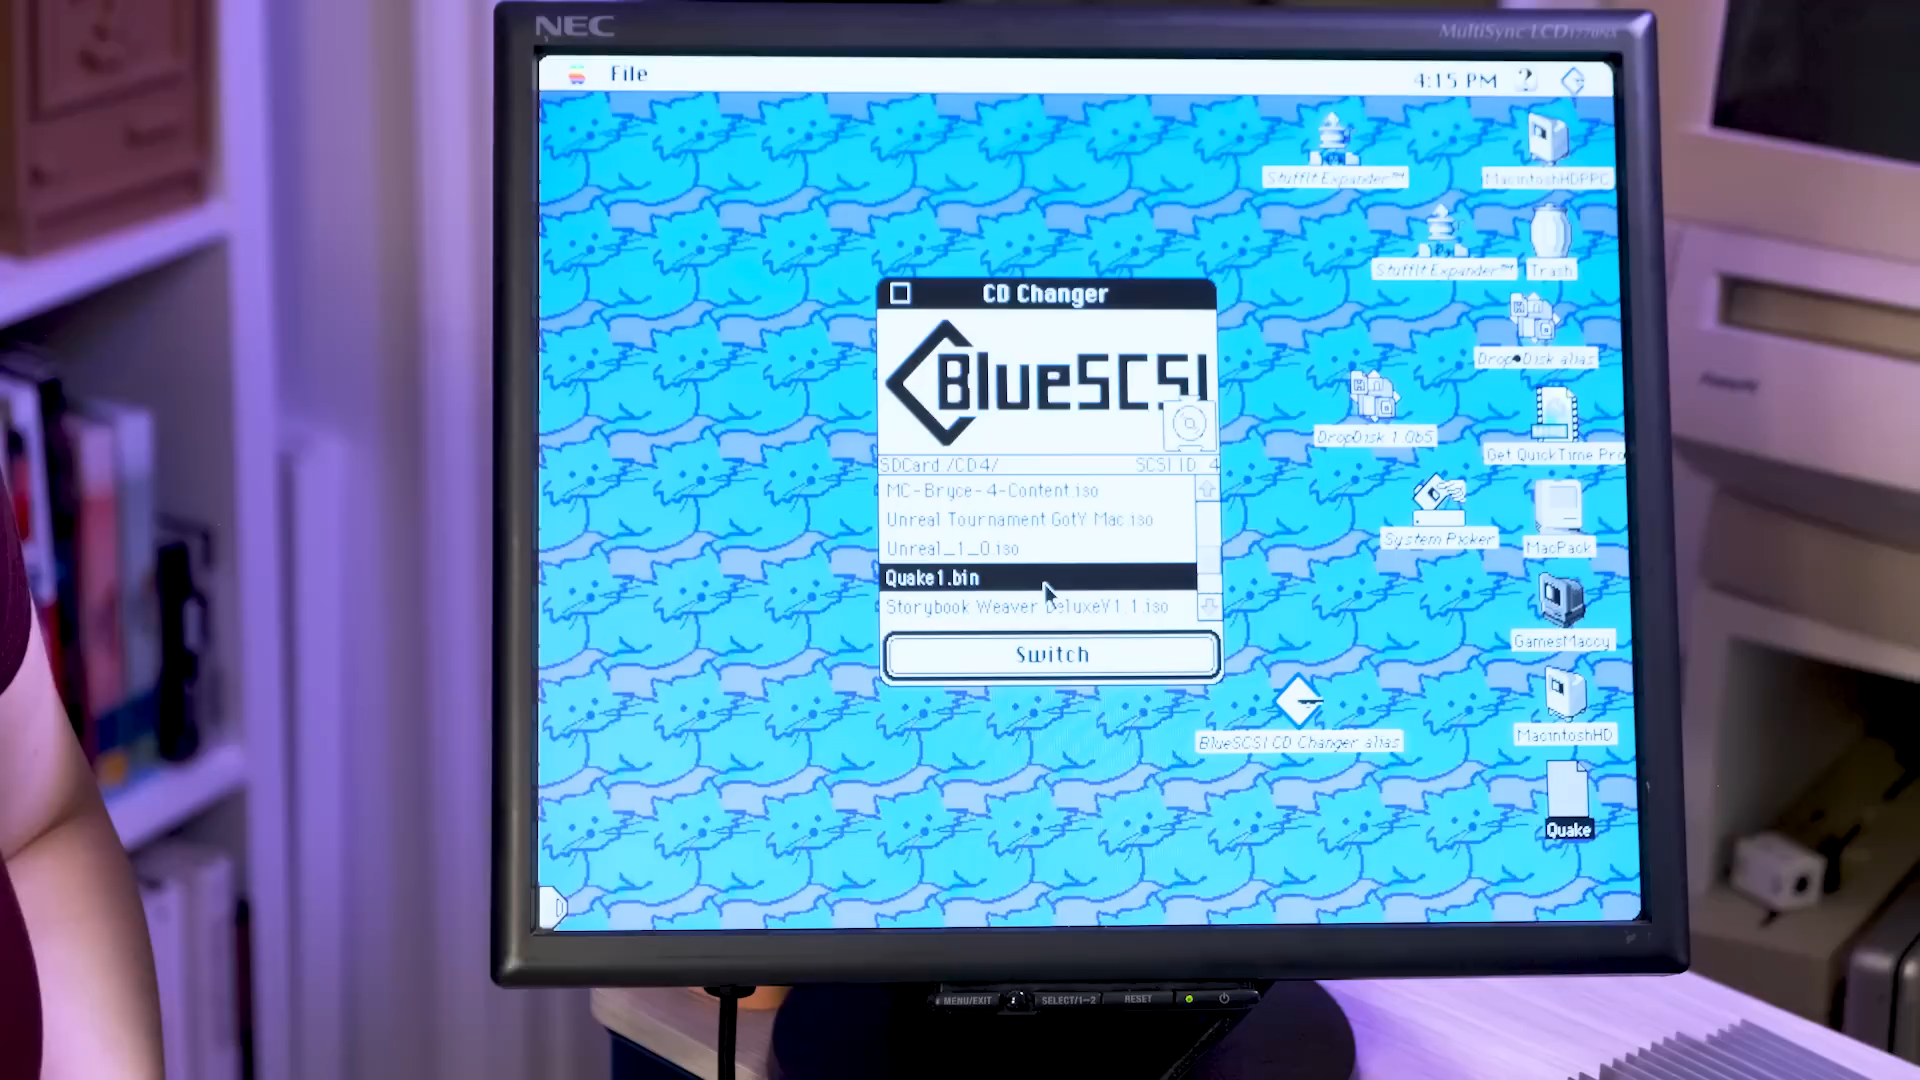 NEC
MultiSync LCD1770NX
File
4:15 PM
StuffIt Expander™
MacintoshHDPPC
StuffIt Expander™
Trash
CD Changer
BlueSCSI
DropDisk alias
DropDisk 1.0b5
Get QuickTime Pro
SDCard /CD4/
SCSI ID 4
MC-Bryce-4-Content.iso
Unreal Tournament GotY Mac.iso
Unreal_1_0.iso
Quake1.bin
Storybook Weaver DeluxeV1.1.iso
Switch
System Picker
MacPack
GamesMaccy
MacintoshHD
BlueSCSI CD Changer alias
Quake
MENU/EXIT
SELECT/1-2
RESET